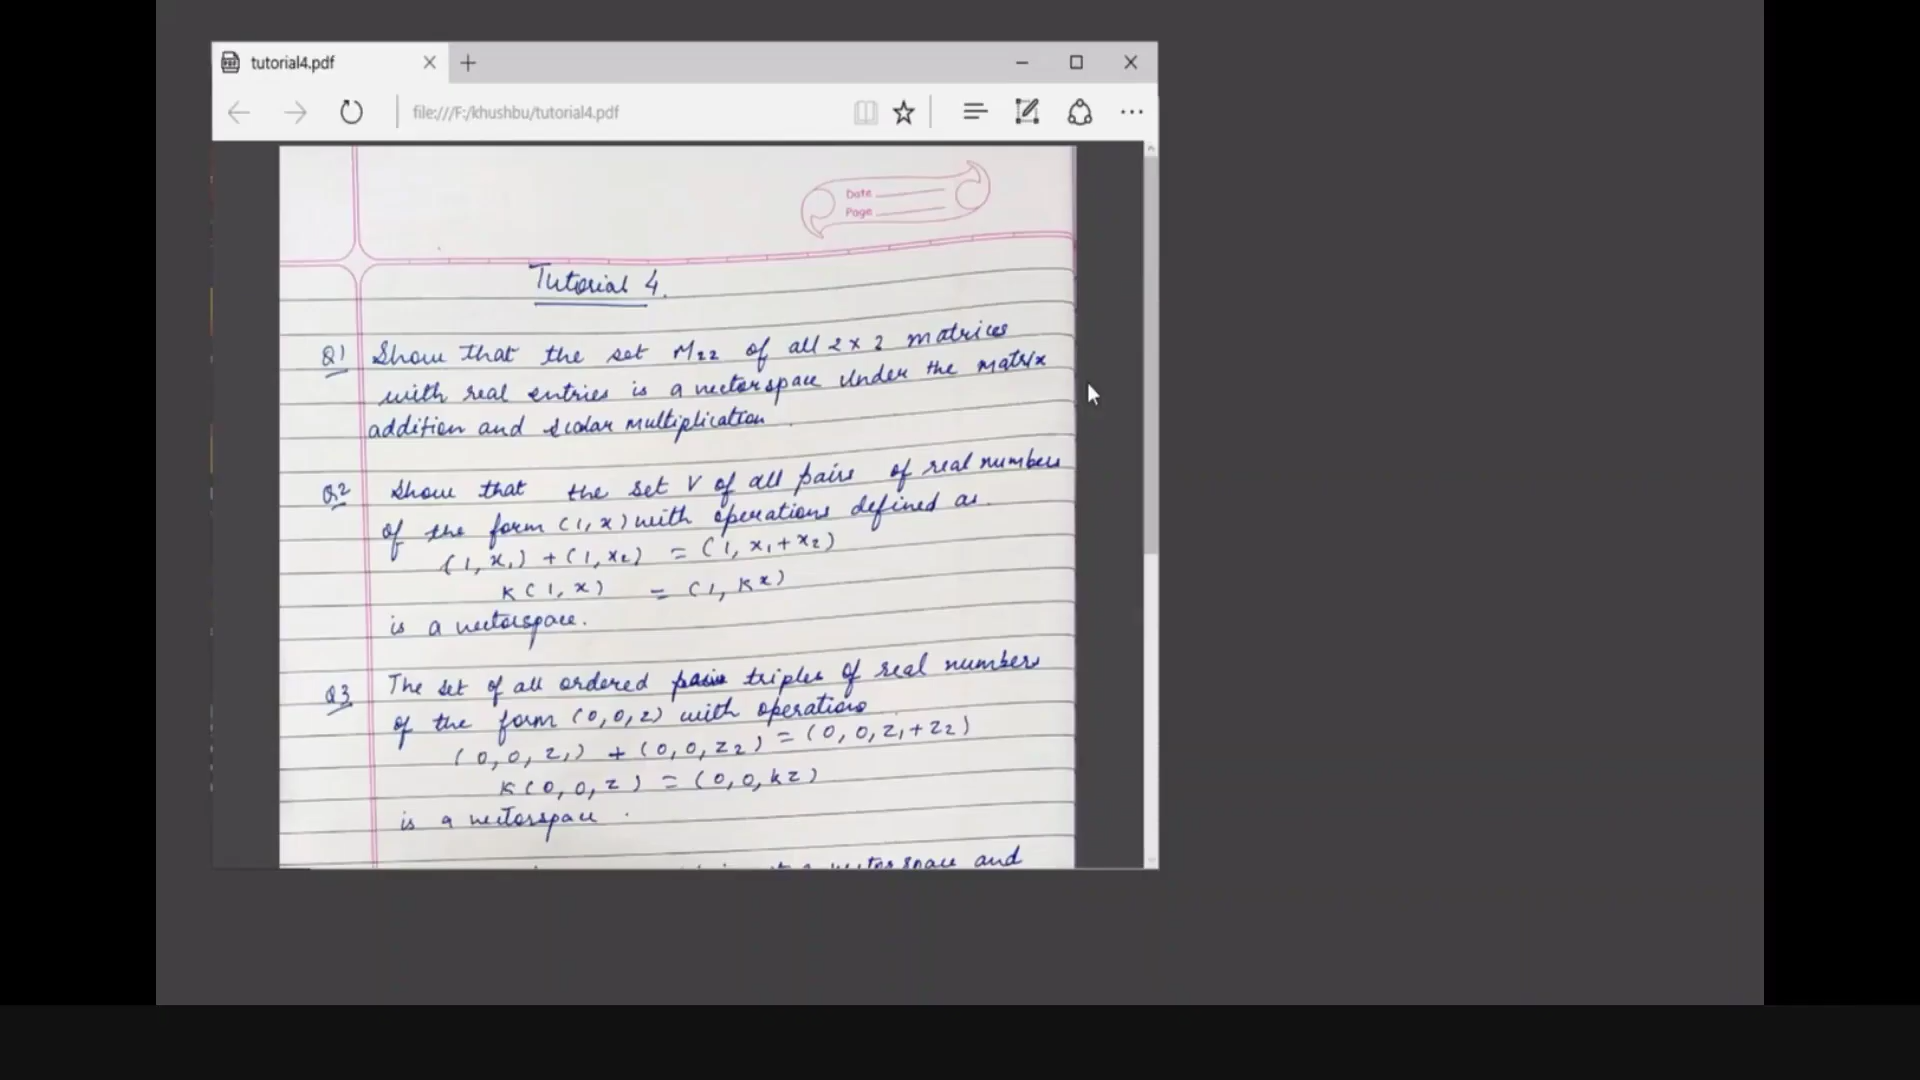 tutorial4.pdf
file:///F:/khushbu/tutorial4.pdf
Date
Page
Tutorial 4.
Q1 Show that the set M22 of all 2 x 2 matrices
with real entries is a vectorspace under the matrix
addition and scalar multiplication.
Q2 Show that the set V of all pairs of real numbers
of the form (1, x) with operations defined as.
(1, x1) + (1, x2) = (1, x1 + x2)
K(1, x) = (1, Kx)
is a vectorspace.
Q3 The set of all ordered triples of real numbers
of the form (0, 0, z) with operations
(0, 0, z1) + (0, 0, z2) = (0, 0, z1 + z2)
K(0, 0, z) = (0, 0, kz)
is a vectorspace.
a vectorspace and